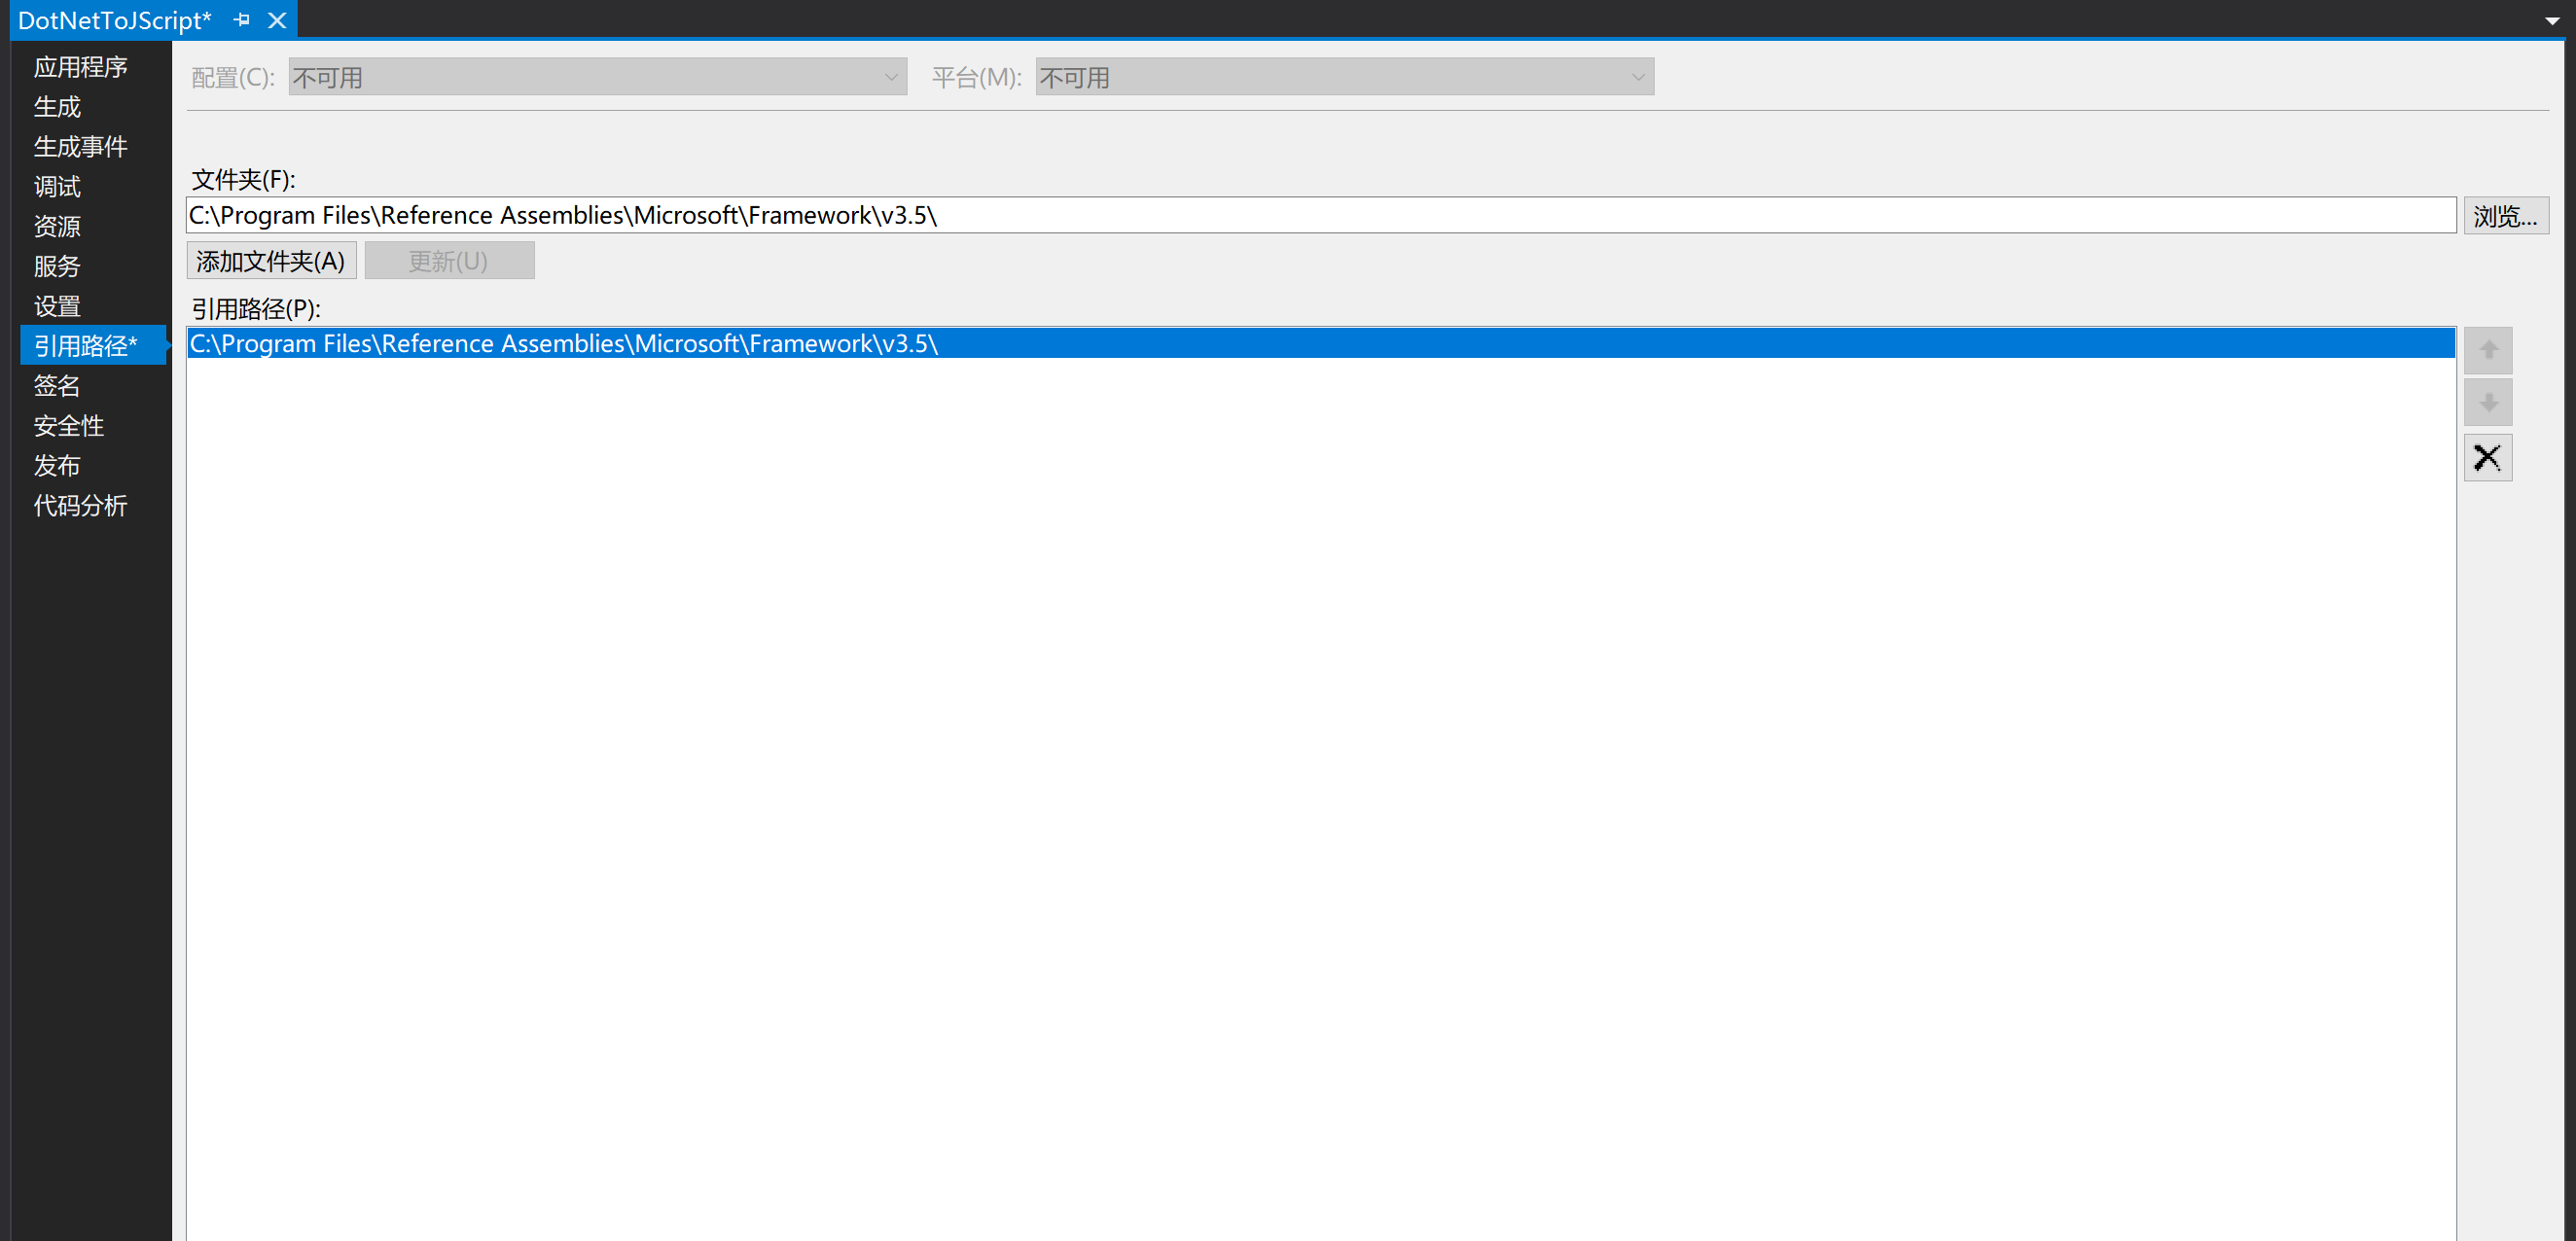 DotNetToJScript*
应用程序
生成
生成事件
调试
资源
服务
设置
引用路径*
签名
安全性
发布
代码分析
配置(C): 不可用 平台(M): 不可用
文件夹(F):
C:\Program Files\Reference Assemblies\Microsoft\Framework\v3.5\ 浏览...
添加文件夹(A) 更新(U)
引用路径(P):
C:\Program Files\Reference Assemblies\Microsoft\Framework\v3.5\